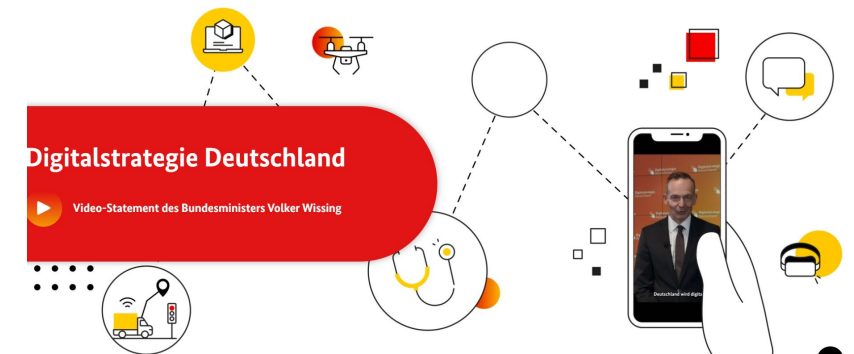 Digitalstrategie Deutschland
Video-Statement des Bundesministers Volker Wissing
Deutschland wird digita